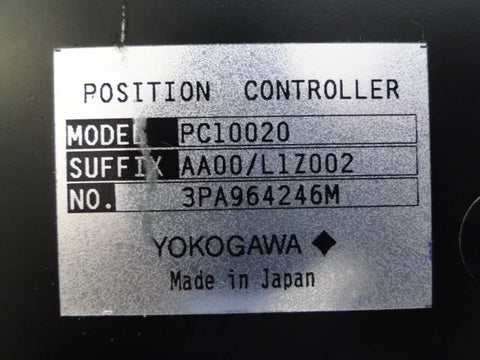 POSITION CONTROLLER
MODEL PC10020
SUFFIX AA00/L1Z002
NO. 3PA964246M
YOKOGAWA
Made in Japan